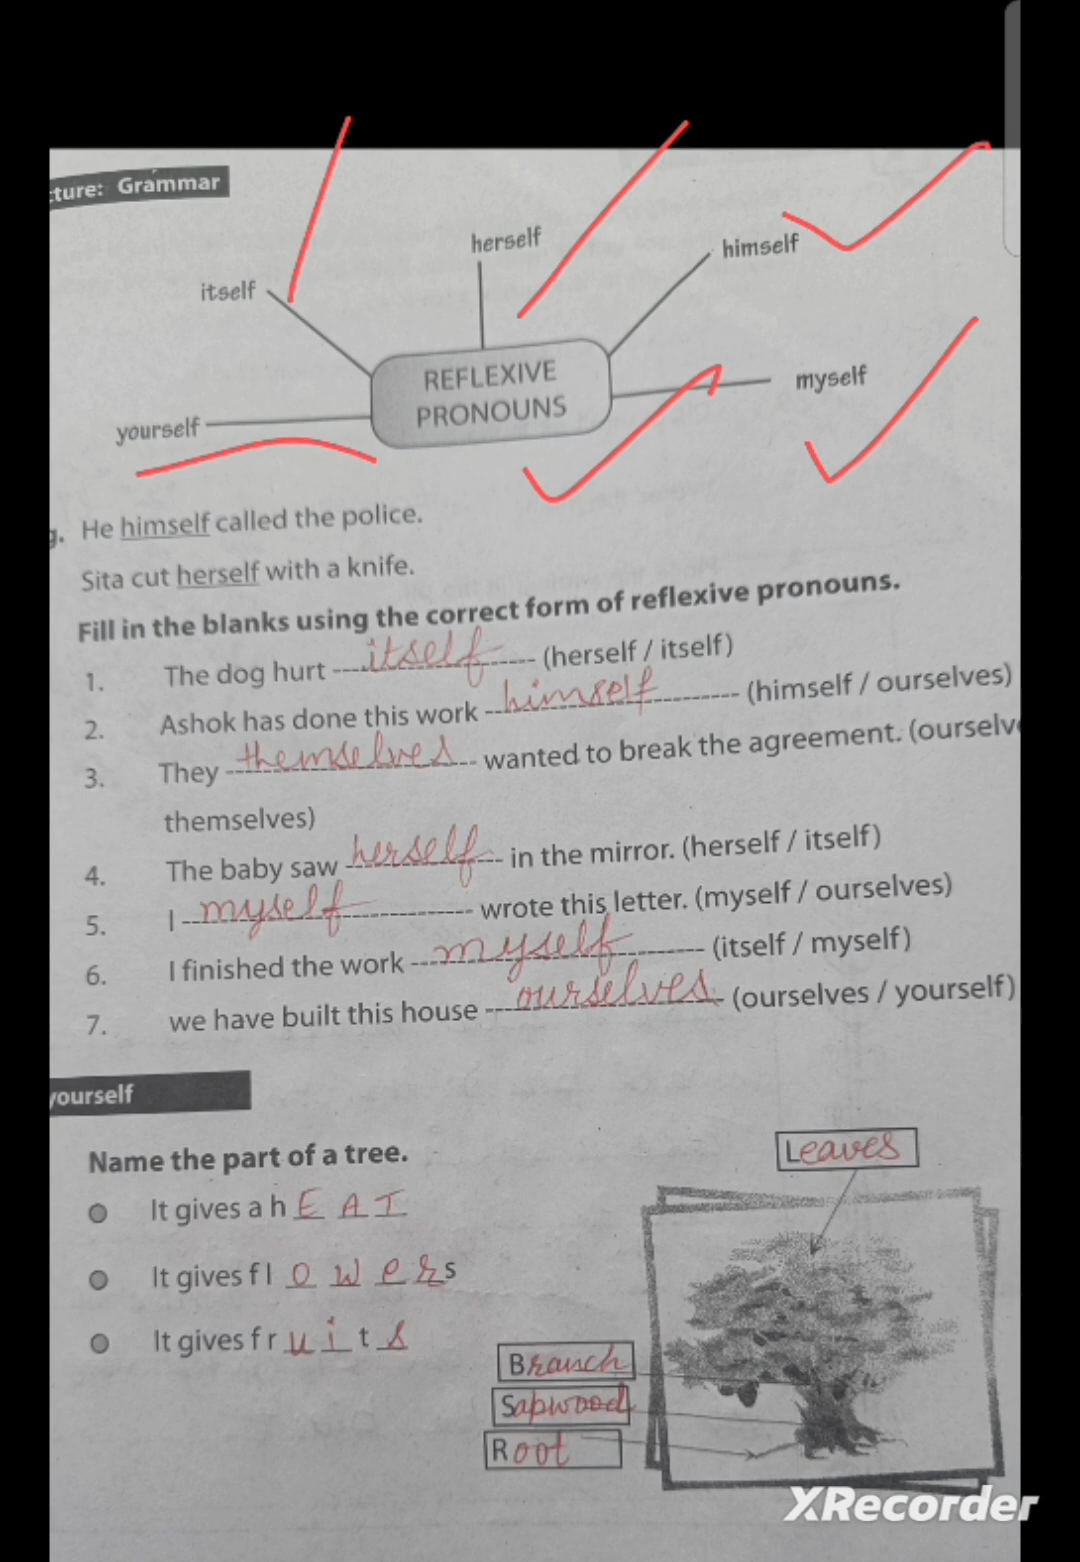 cture: Grammar
herself
himself
itself
REFLEXIVE
PRONOUNS
myself
yourself
g. He himself called the police.
Sita cut herself with a knife.
Fill in the blanks using the correct form of reflexive pronouns.
1. The dog hurt itself (herself / itself)
2. Ashok has done this work himself (himself / ourselves)
3. They themselves wanted to break the agreement. (ourselve
themselves)
4. The baby saw herself in the mirror. (herself / itself)
5. I myself wrote this letter. (myself / ourselves)
6. I finished the work myself (itself / myself)
7. we have built this house ourselves (ourselves / yourself)
yourself
Name the part of a tree.
Leaves
It gives a h E A T
It gives f l o w e r s
It gives f r u i t s
Branch
Sapwood
Root
XRecorder